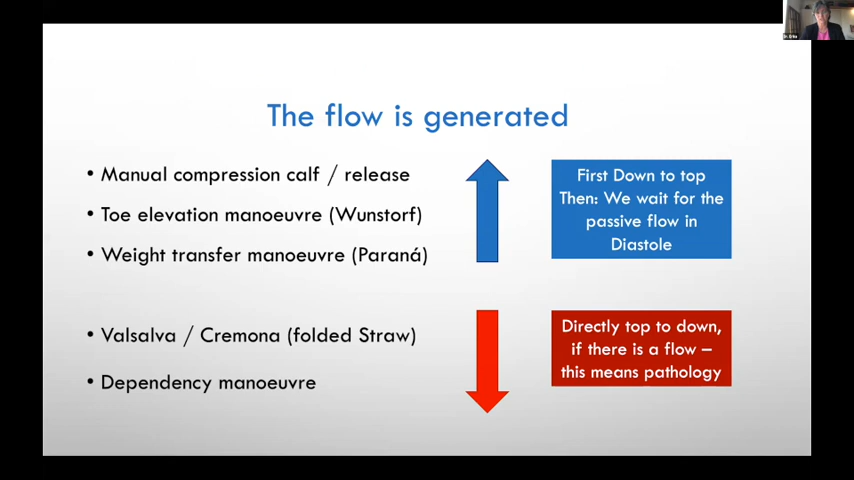 The flow is generated
• Manual compression calf / release
• Toe elevation manoeuvre (Wunstorf)
• Weight transfer manoeuvre (Paraná)
• Valsalva / Cremona (folded Straw)
• Dependency manoeuvre
First Down to top
Then: We wait for the
passive flow in
Diastole
Directly top to down,
if there is a flow –
this means pathology